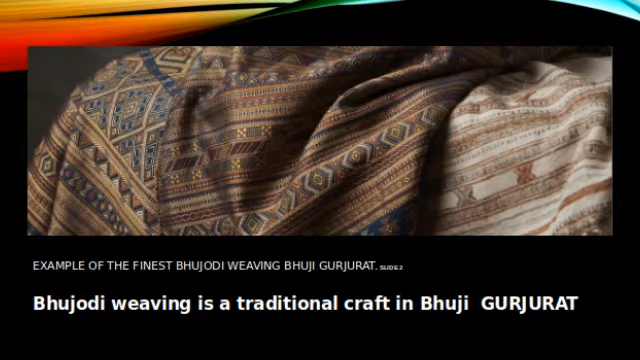 EXAMPLE OF THE FINEST BHUJODI WEAVING BHUJI GURJURAT. SLIDE 2
Bhujodi weaving is a traditional craft in Bhuji  GURJURAT